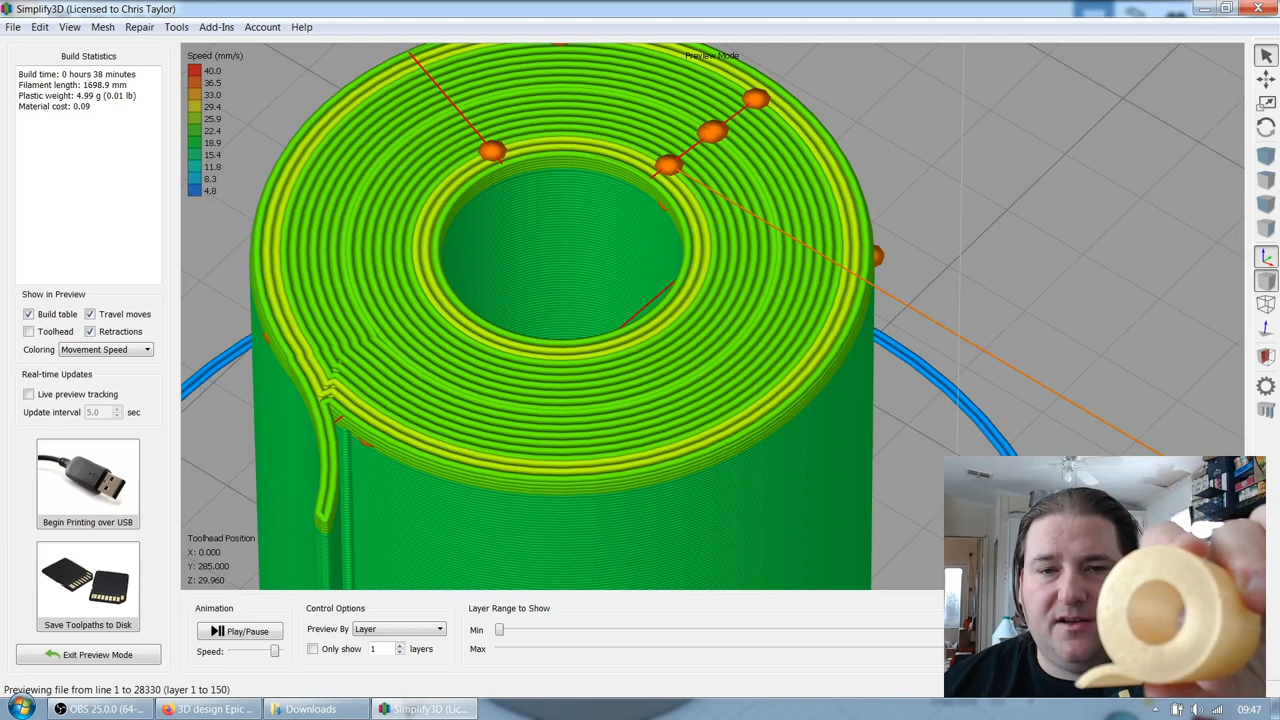 Simplify3D (Licensed to Chris Taylor)
File Edit View Mesh Repair Tools Add-Ins Account Help
Build Statistics
Build time: 0 hours 38 minutes
Filament length: 1698.9 mm
Plastic weight: 4.99 g (0.01 lb)
Material cost: 0.09
Speed (mm/s)
40.0
36.5
33.0
29.4
25.9
22.4
18.9
15.4
11.8
8.3
4.8
Preview Mode
Show in Preview
Build table Travel moves
Toolhead Retractions
Coloring Movement Speed
Real-time Updates
Live preview tracking
Update interval 5.0 sec
Begin Printing over USB
Save Toolpaths to Disk
Exit Preview Mode
Toolhead Position
X: 0.000
Y: 285.000
Z: 29.960
Animation
Play/Pause
Speed:
Control Options
Preview By Layer
Only show 1 layers
Layer Range to Show
Min
Max
Previewing file from line 1 to 28330 (layer 1 to 150)
OBS 25.0.0 (64-... 3D design Epic ... Downloads Simplify3D (Lic... 09:47